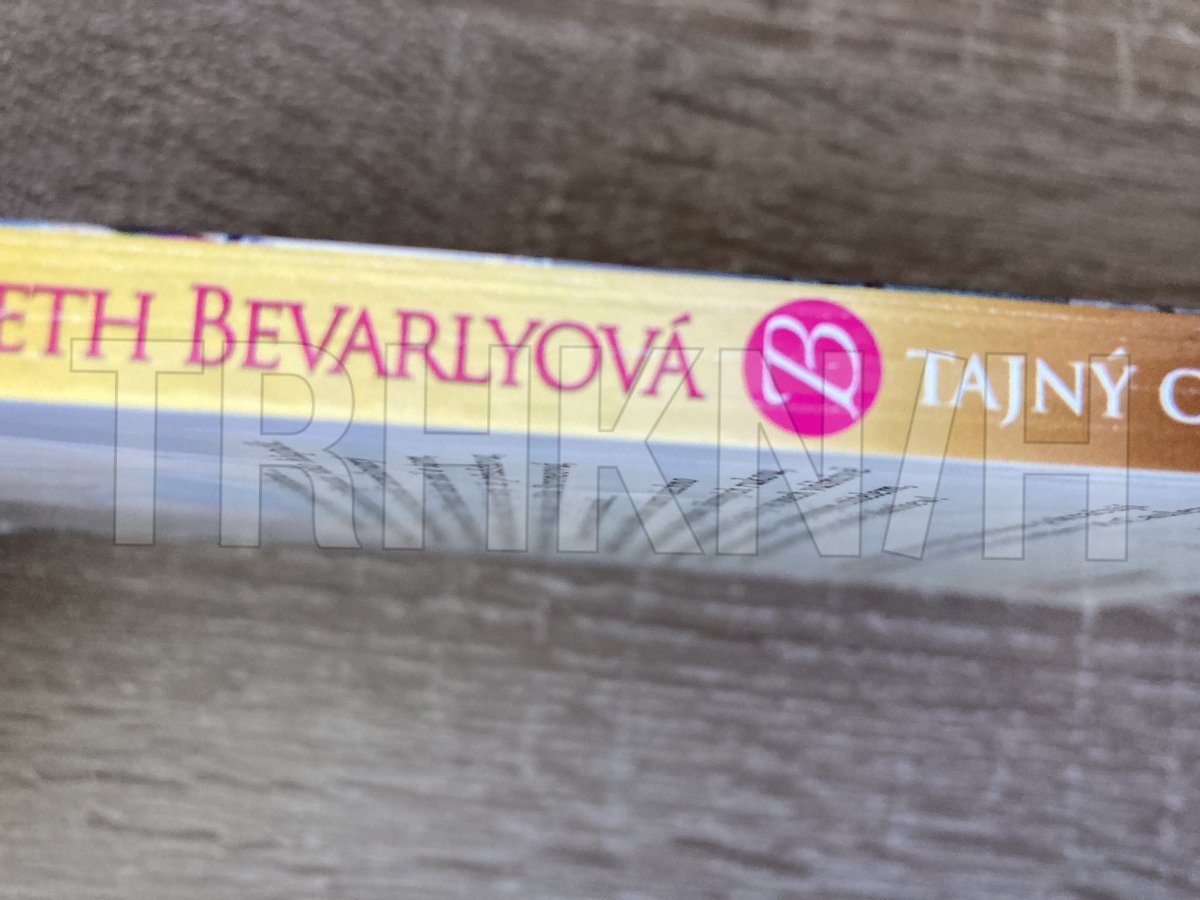 ETH BEVARLYOVÁ B TAJNÝ
TRHKNIH